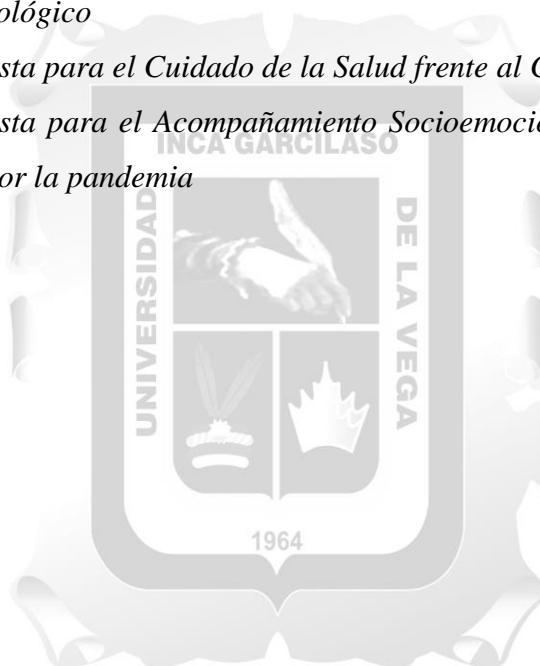 ológico
sta para el Cuidado de la Salud frente al C
sta para el Acompañamiento Socioemocio
or la pandemia
INCA GARCILASO
UNIVERSIDAD
DE LA VEGA
1964